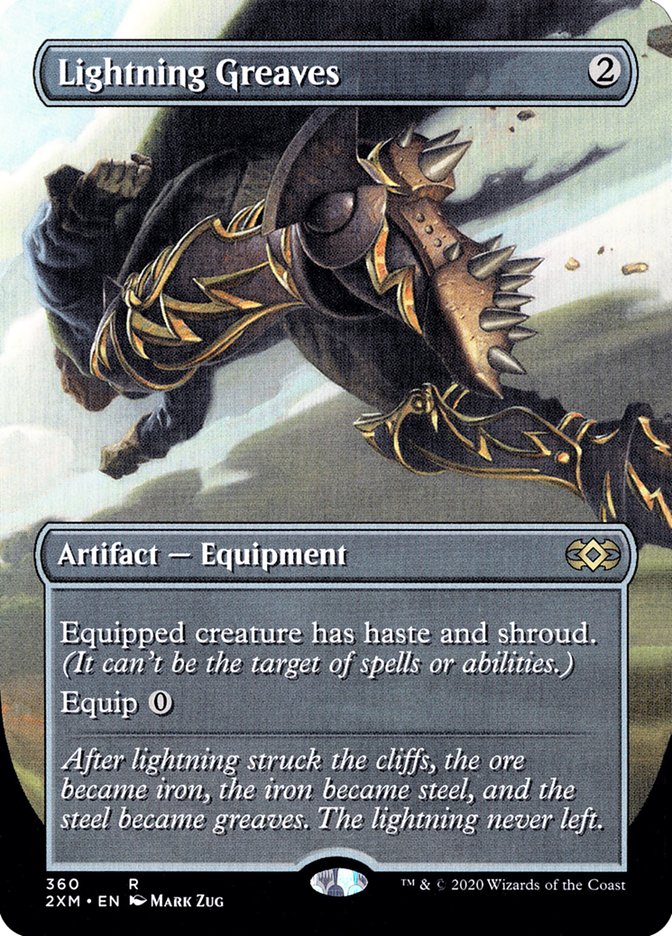 Lightning Greaves 2
Artifact — Equipment
Equipped creature has haste and shroud.
(It can't be the target of spells or abilities.)
Equip 0
After lightning struck the cliffs, the ore
became iron, the iron became steel, and the
steel became greaves. The lightning never left.
360 R
2XM • EN Mark Zug
™ & © 2020 Wizards of the Coast